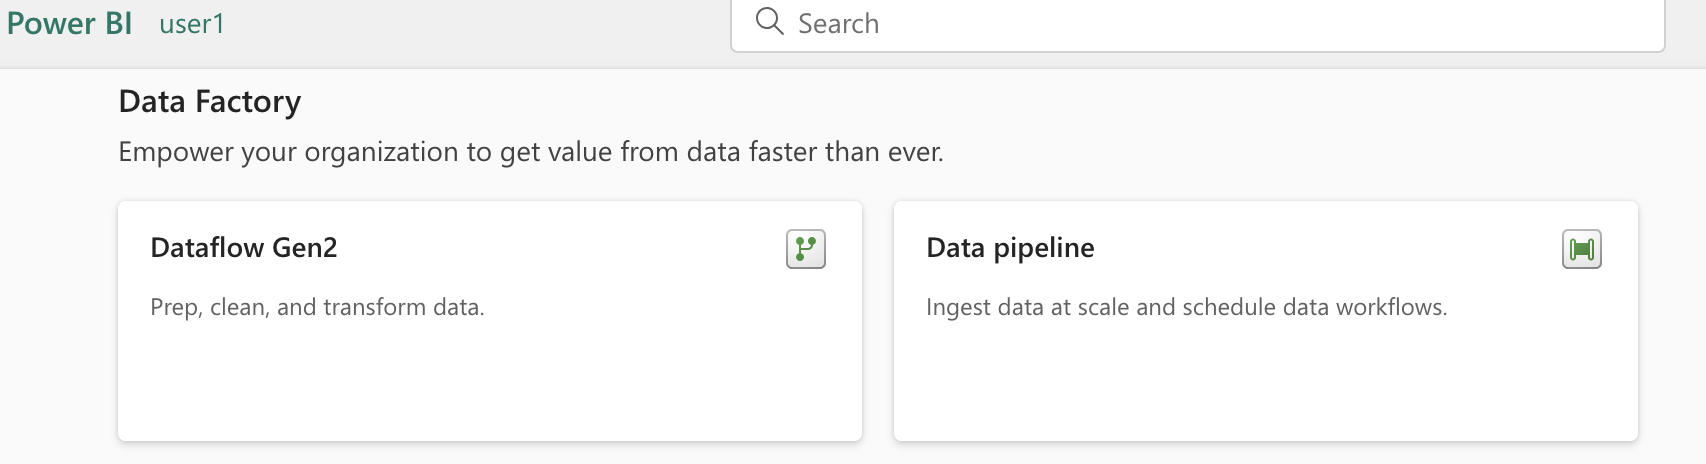 Power BI user1 Search
Data Factory
Empower your organization to get value from data faster than ever.
Dataflow Gen2
Prep, clean, and transform data.
Data pipeline
Ingest data at scale and schedule data workflows.